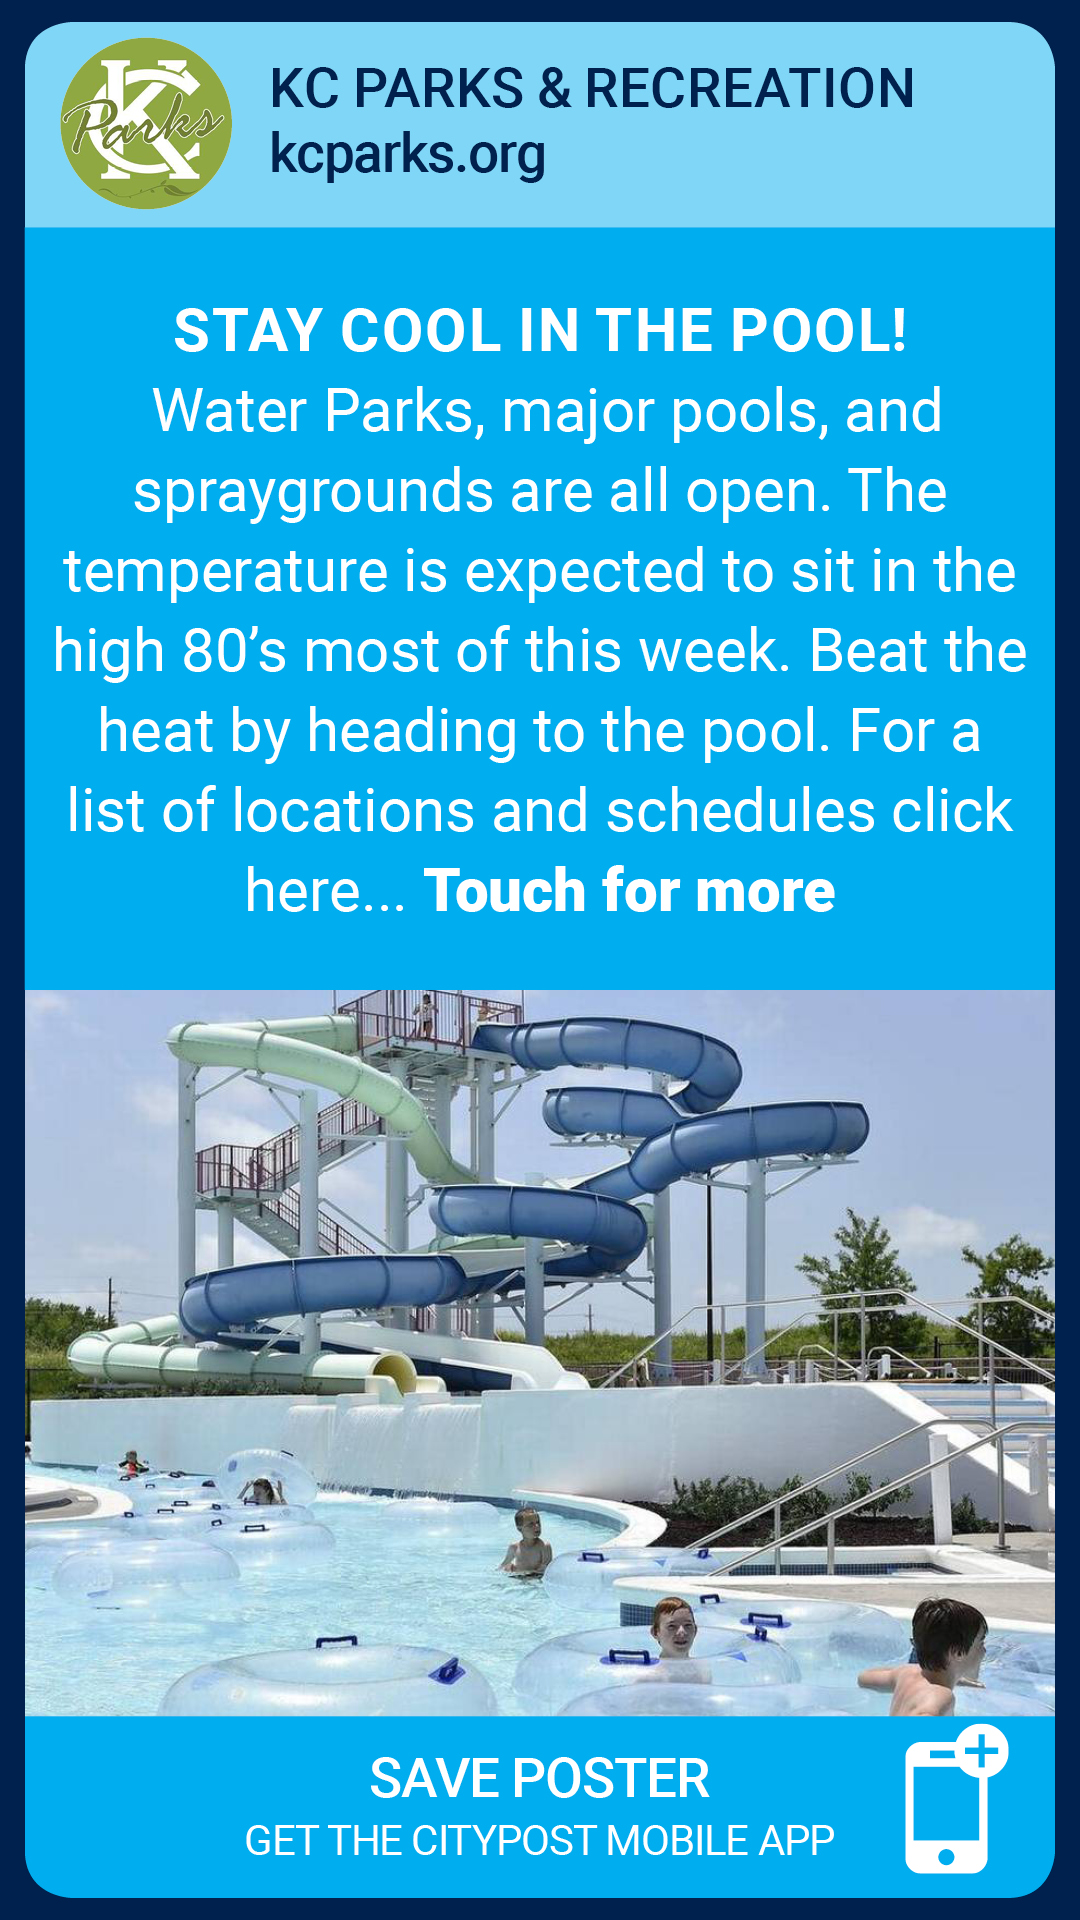 KC Parks
KC PARKS & RECREATION
kcparks.org
STAY COOL IN THE POOL!
Water Parks, major pools, and
spraygrounds are all open. The
temperature is expected to sit in the
high 80’s most of this week. Beat the
heat by heading to the pool. For a
list of locations and schedules click
here... Touch for more
SAVE POSTER
GET THE CITYPOST MOBILE APP